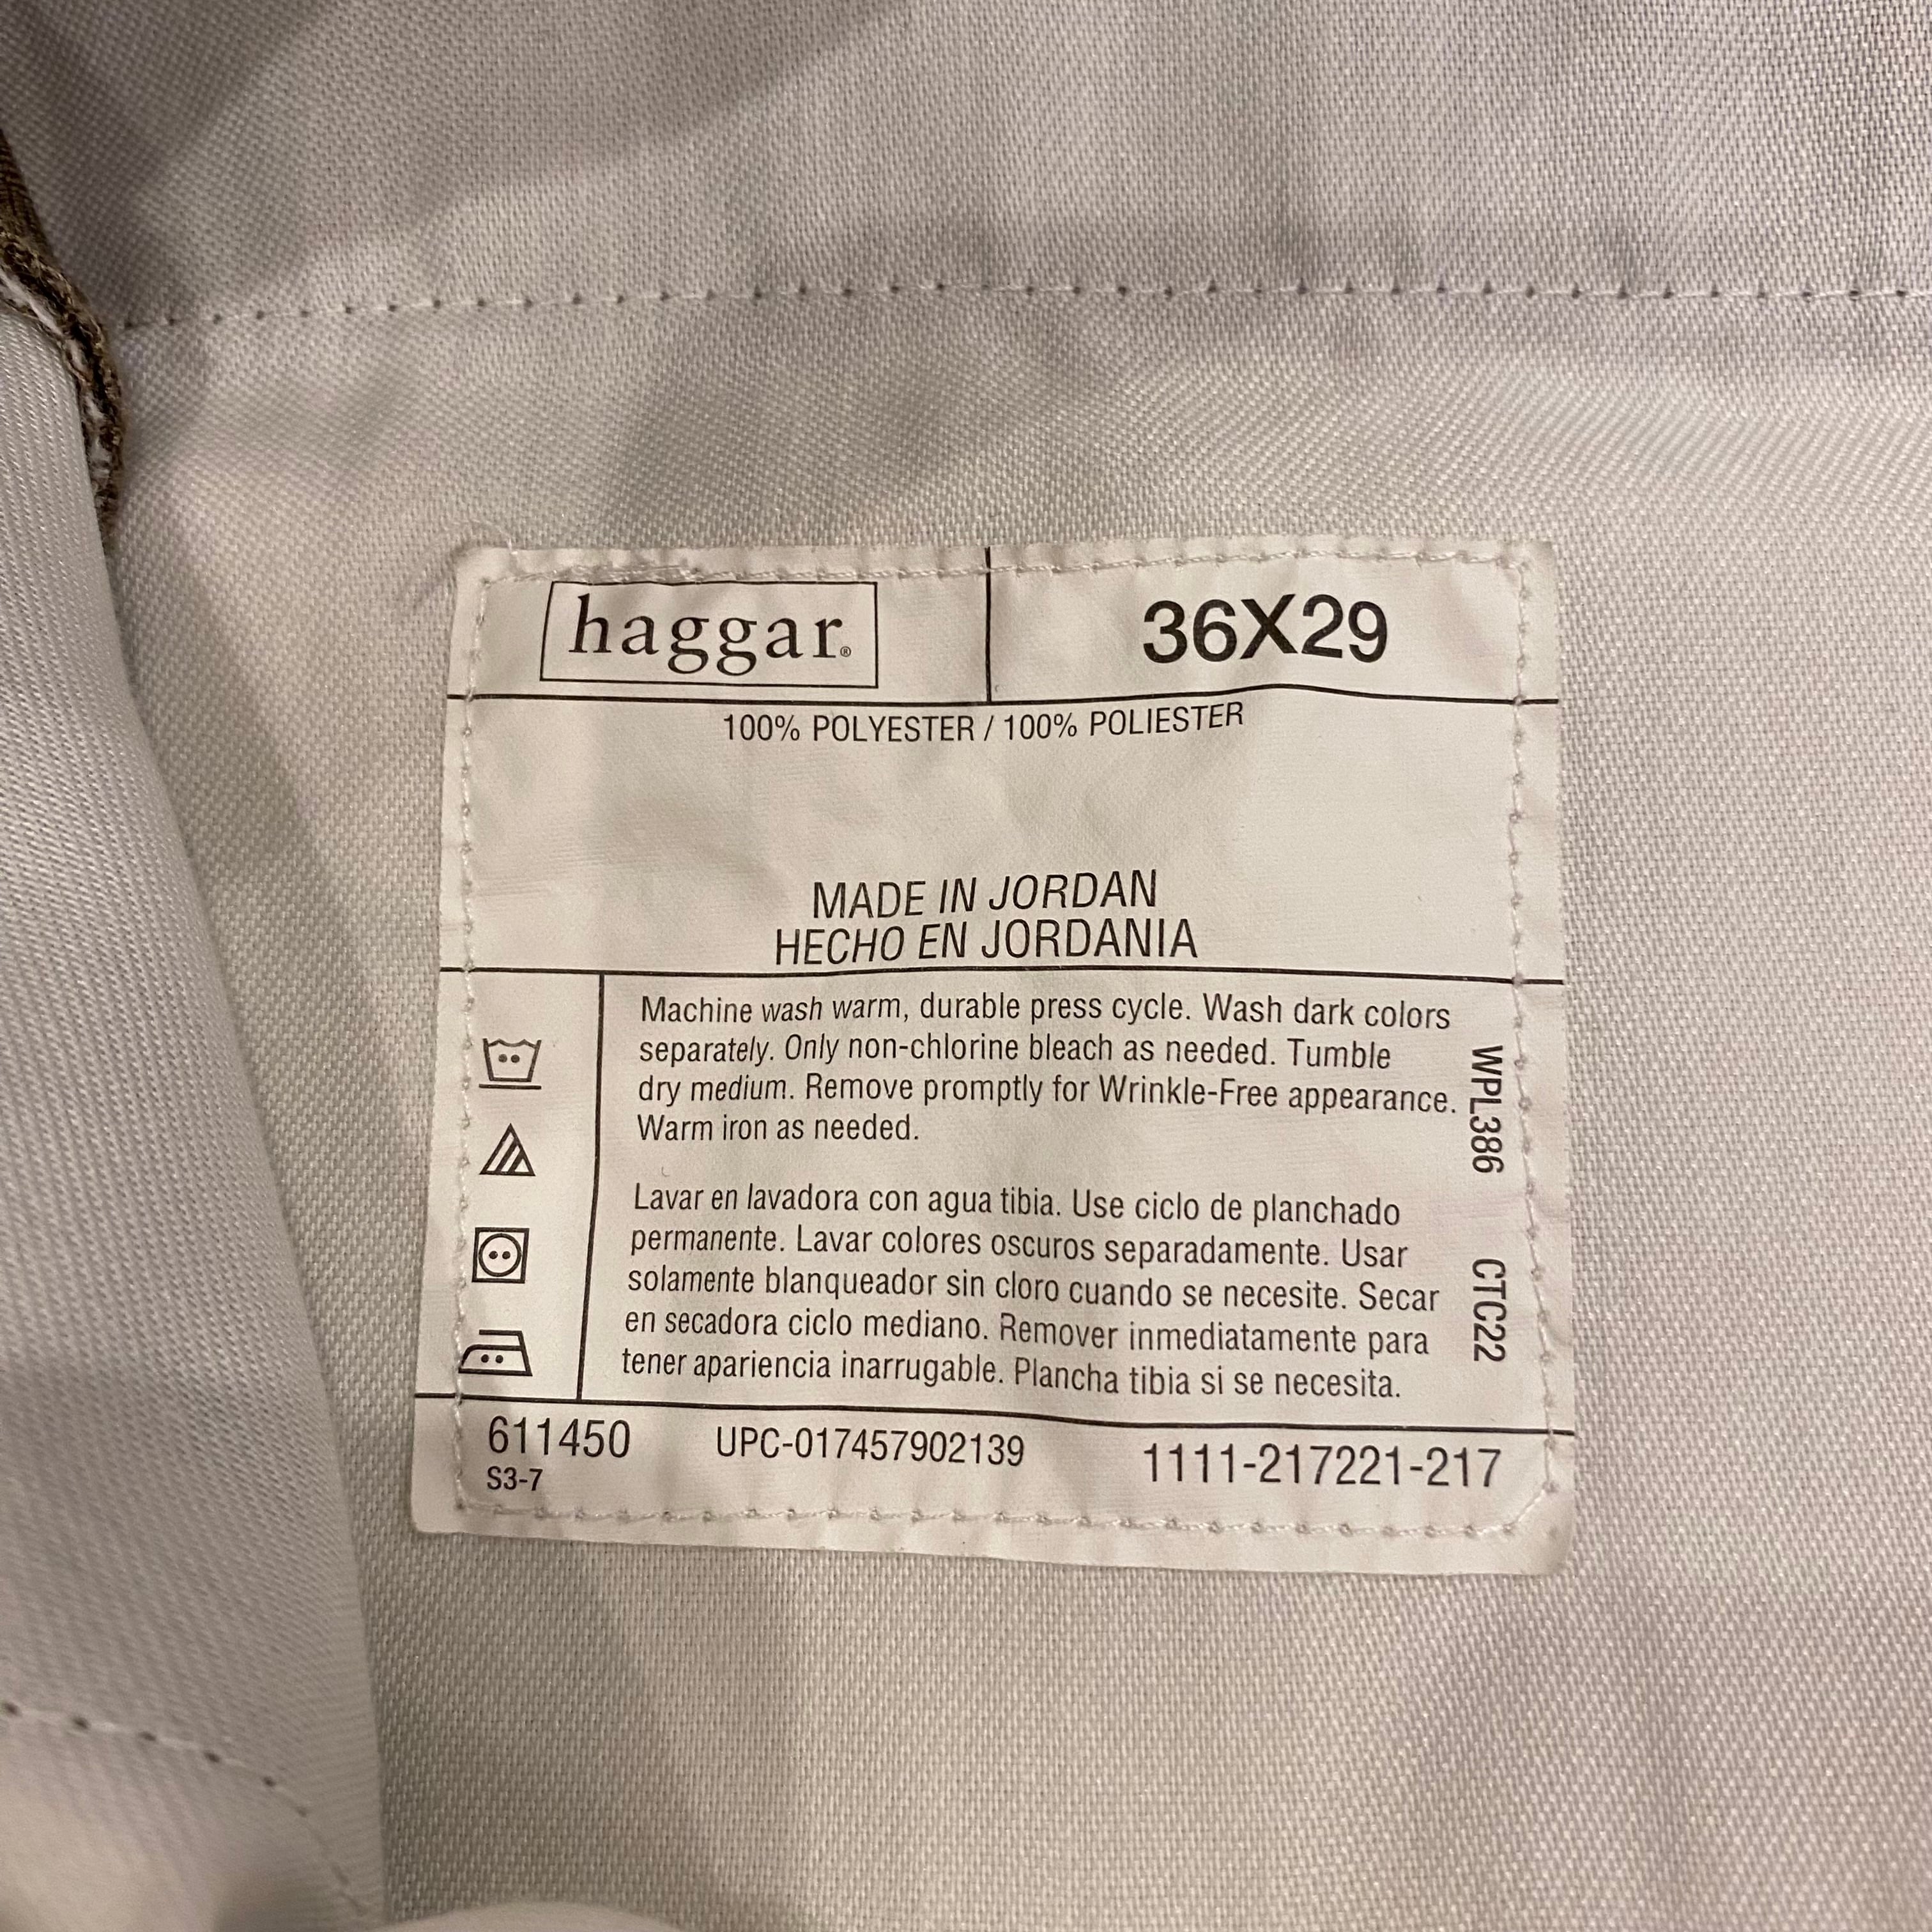 haggar®
36X29
100% POLYESTER / 100% POLIESTER
MADE IN JORDAN
HECHO EN JORDANIA
Machine wash warm, durable press cycle. Wash dark colors
separately. Only non-chlorine bleach as needed. Tumble
dry medium. Remove promptly for Wrinkle-Free appearance.
Warm iron as needed.
Lavar en lavadora con agua tibia. Use ciclo de planchado
permanente. Lavar colores oscuros separadamente. Usar
solamente blanqueador sin cloro cuando se necesite. Secar
en secadora ciclo mediano. Remover inmediatamente para
tener apariencia inarrugable. Plancha tibia si se necesita.
WPL386 CTC22
611450 UPC-017457902139 1111-217221-217
S3-7